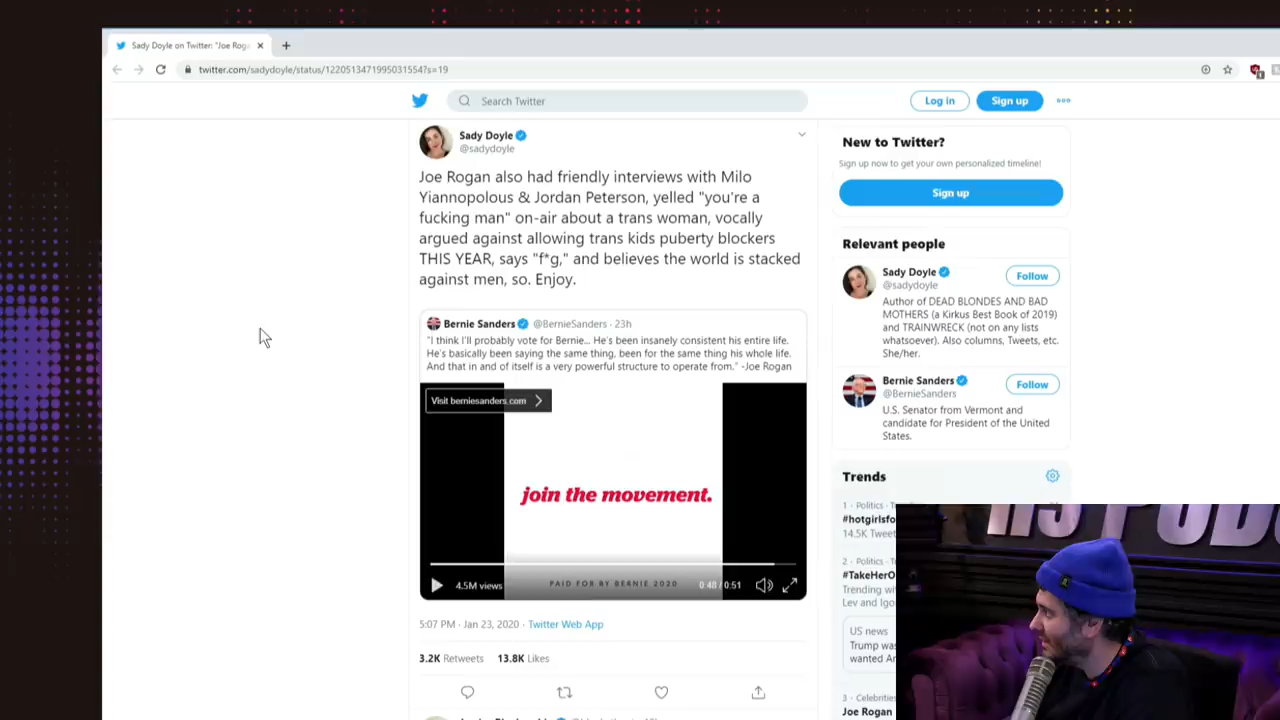 Sady Doyle on Twitter: "Joe Roga
twitter.com/sadydoyle/status/1220513471995031554?s=19
Search Twitter
Log in
Sign up
Sady Doyle
@sadydoyle
Joe Rogan also had friendly interviews with Milo
Yiannopolous & Jordan Peterson, yelled "you're a
fucking man" on-air about a trans woman, vocally
argued against allowing trans kids puberty blockers
THIS YEAR, says "f*g," and believes the world is stacked
against men, so. Enjoy.
Bernie Sanders @BernieSanders · 23h
"I think I'll probably vote for Bernie... He's been insanely consistent his entire life.
He's basically been saying the same thing, been for the same thing his whole life.
And that in and of itself is a very powerful structure to operate from." -Joe Rogan
Visit berniesanders.com
join the movement.
4.5M views
PAID FOR BY BERNIE 2020
0:48 / 0:51
5:07 PM · Jan 23, 2020 · Twitter Web App
3.2K Retweets 13.8K Likes
New to Twitter?
Sign up now to get your own personalized timeline!
Sign up
Relevant people
Sady Doyle
@sadydoyle
Follow
Author of DEAD BLONDES AND BAD
MOTHERS (a Kirkus Best Book of 2019)
and TRAINWRECK (not on any lists
whatsoever). Also columns, Tweets, etc.
She/her.
Bernie Sanders
@BernieSanders
Follow
U.S. Senator from Vermont and
candidate for President of the United
States.
Trends
1 · Politics ·
#hotgirlsfo
14.5K Tweet
2 · Politics ·
#TakeHerO
Trending wi
Lev and Igo
US news
Trump was
wanted A
3 · Celebrities
Joe Rogan
H3 PODC